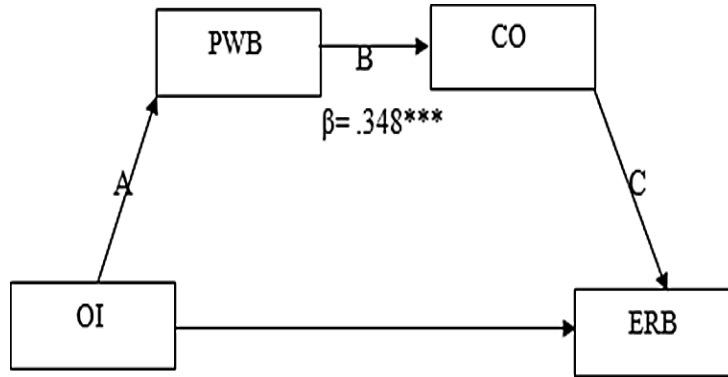 PWB
CO
B
β= .348***
A
C
OI
ERB